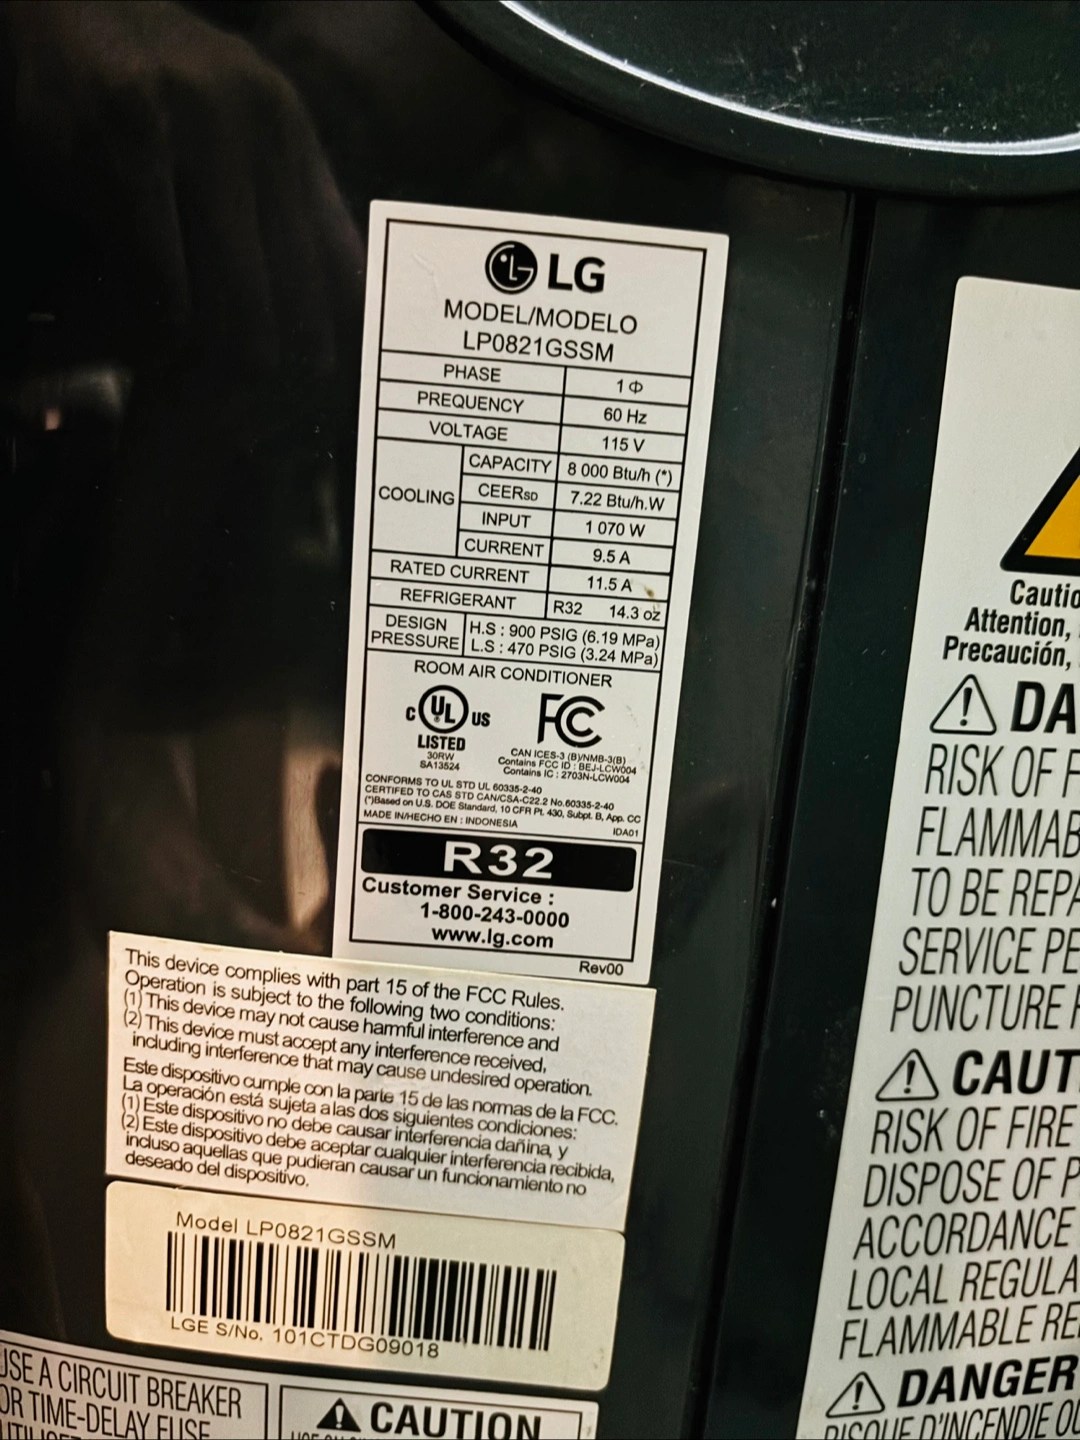 LG
MODEL/MODELO
LP0821GSSM
PHASE 1 Φ
PREQUENCY 60 Hz
VOLTAGE 115 V
COOLING
CAPACITY 8 000 Btu/h (*)
CEERSD 7.22 Btu/h.W
INPUT 1 070 W
CURRENT 9.5 A
RATED CURRENT 11.5 A
REFRIGERANT R32 14.3 oz
DESIGN PRESSURE
H.S : 900 PSIG (6.19 MPa)
L.S : 470 PSIG (3.24 MPa)
ROOM AIR CONDITIONER
C UL US
LISTED
30RW
SA13524
FC
CAN ICES-3 (B)/NMB-3(B)
Contains FCC ID : BEJ-LCW004
Contains IC : 2703N-LCW004
CONFORMS TO UL STD UL 60335-2-40
CERTIFED TO CAS STD CAN/CSA-C22.2 No.60335-2-40
(*)Based on U.S. DOE Standard, 10 CFR Pt. 430, Subpt. B, App. CC
MADE IN/HECHO EN : INDONESIA IDA01
R32
Customer Service :
1-800-243-0000
www.lg.com
Rev00
This device complies with part 15 of the FCC Rules.
Operation is subject to the following two conditions:
(1) This device may not cause harmful interference and
(2) This device must accept any interference received,
including interference that may cause undesired operation.
Este dispositivo cumple con la parte 15 de las normas de la FCC.
La operación está sujeta a las dos siguientes condiciones:
(1) Este dispositivo no debe causar interferencia dañina, y
(2) Este dispositivo debe aceptar cualquier interferencia recibida,
incluso aquellas que pudieran causar un funcionamiento no
deseado del dispositivo.
Model LP0821GSSM
LGE S/No. 101CTDG09018
USE A CIRCUIT BREAKER
OR TIME-DELAY FUSE
CAUTION
Cautio
Attention,
Precaución,
DA
RISK OF F
FLAMMAB
TO BE REPA
SERVICE PE
PUNCTURE
CAUT
RISK OF FIRE
DISPOSE OF P
ACCORDANCE
LOCAL REGULA
FLAMMABLE RE
DANGER
RISQUE D'INCENDIE OU